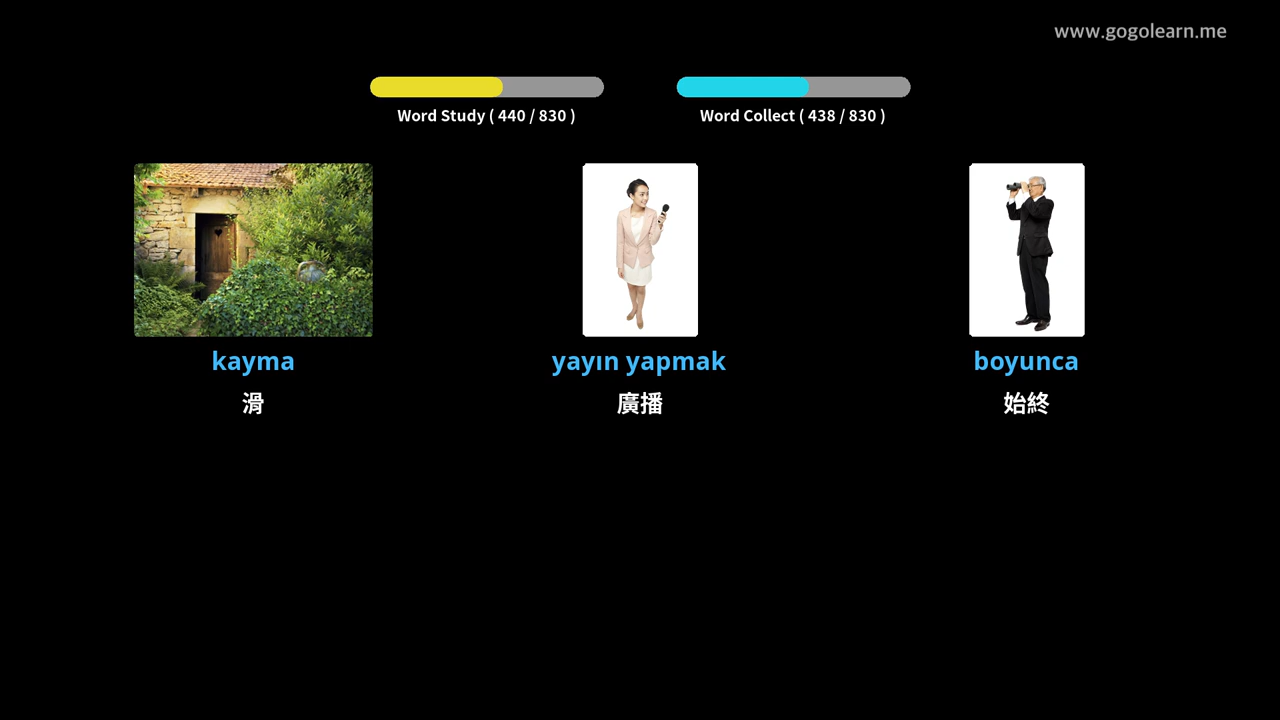 www.gogolearn.me
Word Study ( 440 / 830 )
Word Collect ( 438 / 830 )
kayma
滑
yayın yapmak
廣播
boyunca
始終